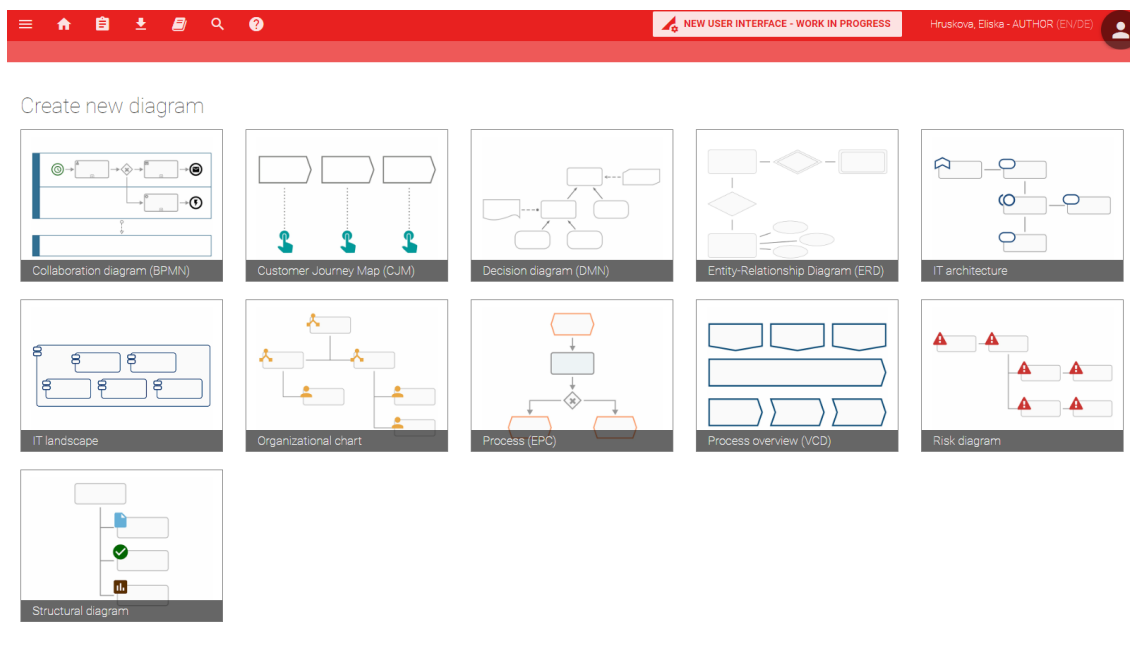 NEW USER INTERFACE - WORK IN PROGRESS
Hruskova, Eliska - AUTHOR (EN/DE)
Create new diagram
Collaboration diagram (BPMN)
Customer Journey Map (CJM)
Decision diagram (DMN)
Entity-Relationship Diagram (ERD)
IT architecture
IT landscape
Organizational chart
Process (EPC)
Process overview (VCD)
Risk diagram
Structural diagram